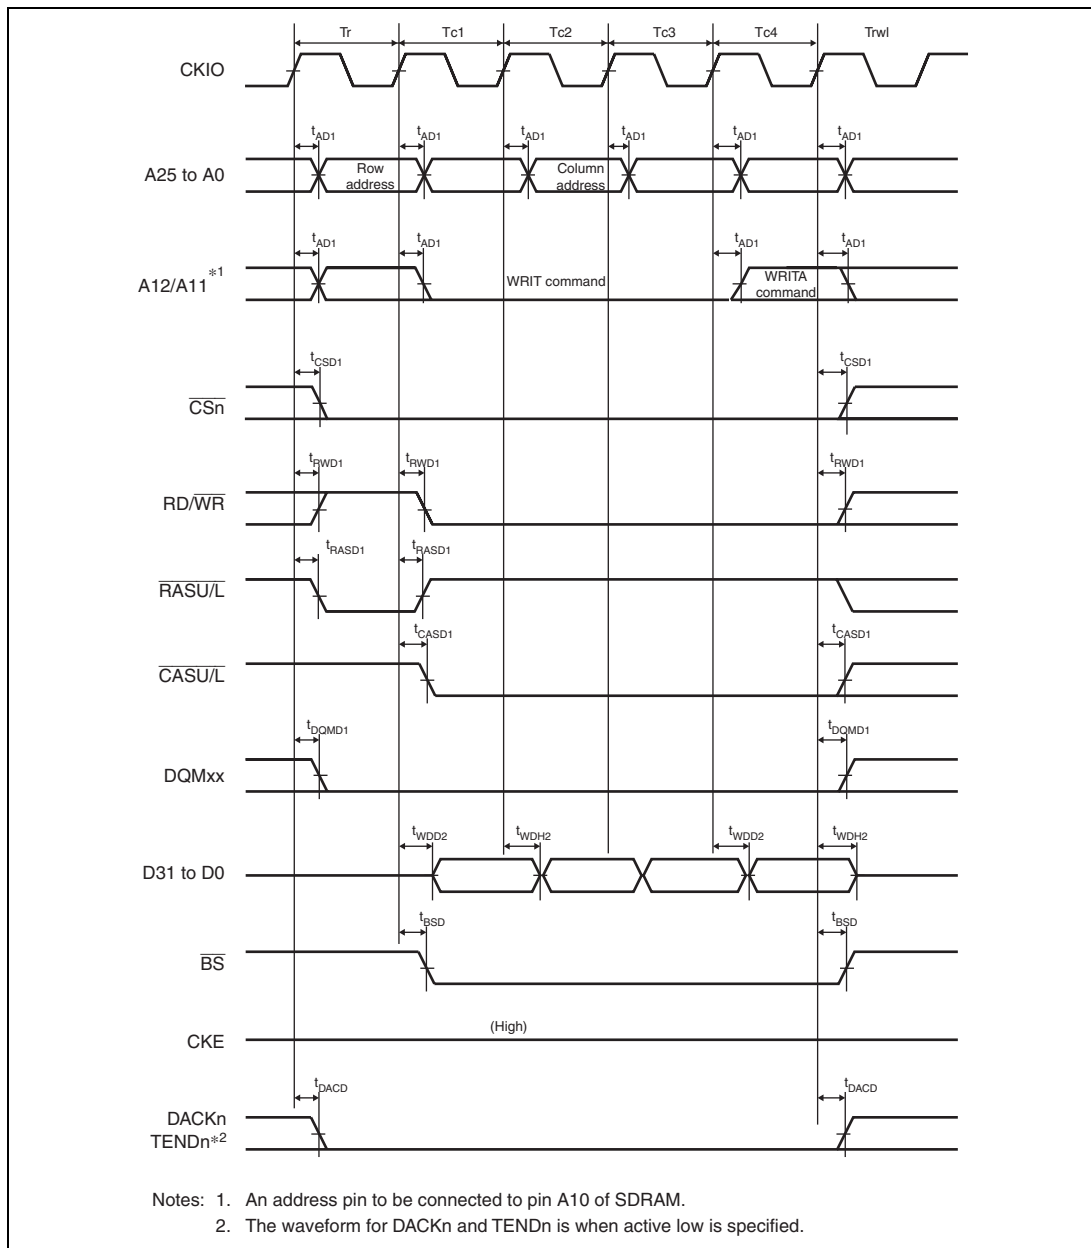 Tr Tc1 Tc2 Tc3 Tc4 Trwl
CKIO
tAD1 tAD1 tAD1 tAD1 tAD1 tAD1
A25 to A0
Row address
Column address
tAD1 tAD1 tAD1 tAD1
A12/A11*1
WRIT command
WRITA command
tCSD1 tCSD1
CSn
tRWD1 tRWD1 tRWD1
RD/WR
tRASD1 tRASD1
RASU/L
tCASD1 tCASD1
CASU/L
tDQMD1 tDQMD1
DQMxx
tWDD2 tWDH2 tWDD2 tWDH2
D31 to D0
tBSD tBSD
BS
(High)
CKE
tDACD tDACD
DACKn
TENDn*2
Notes: 1. An address pin to be connected to pin A10 of SDRAM.
2. The waveform for DACKn and TENDn is when active low is specified.